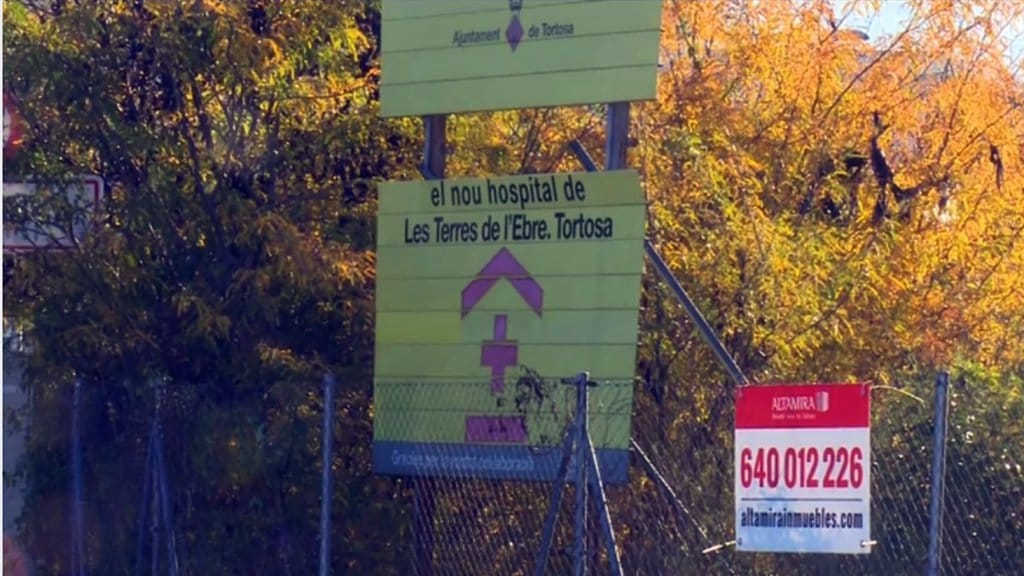 Ajuntament de Tortosa
el nou hospital de
Les Terres de l'Ebre. Tortosa
ALTAMIRA
640 012 226
altamirainmuebles.com